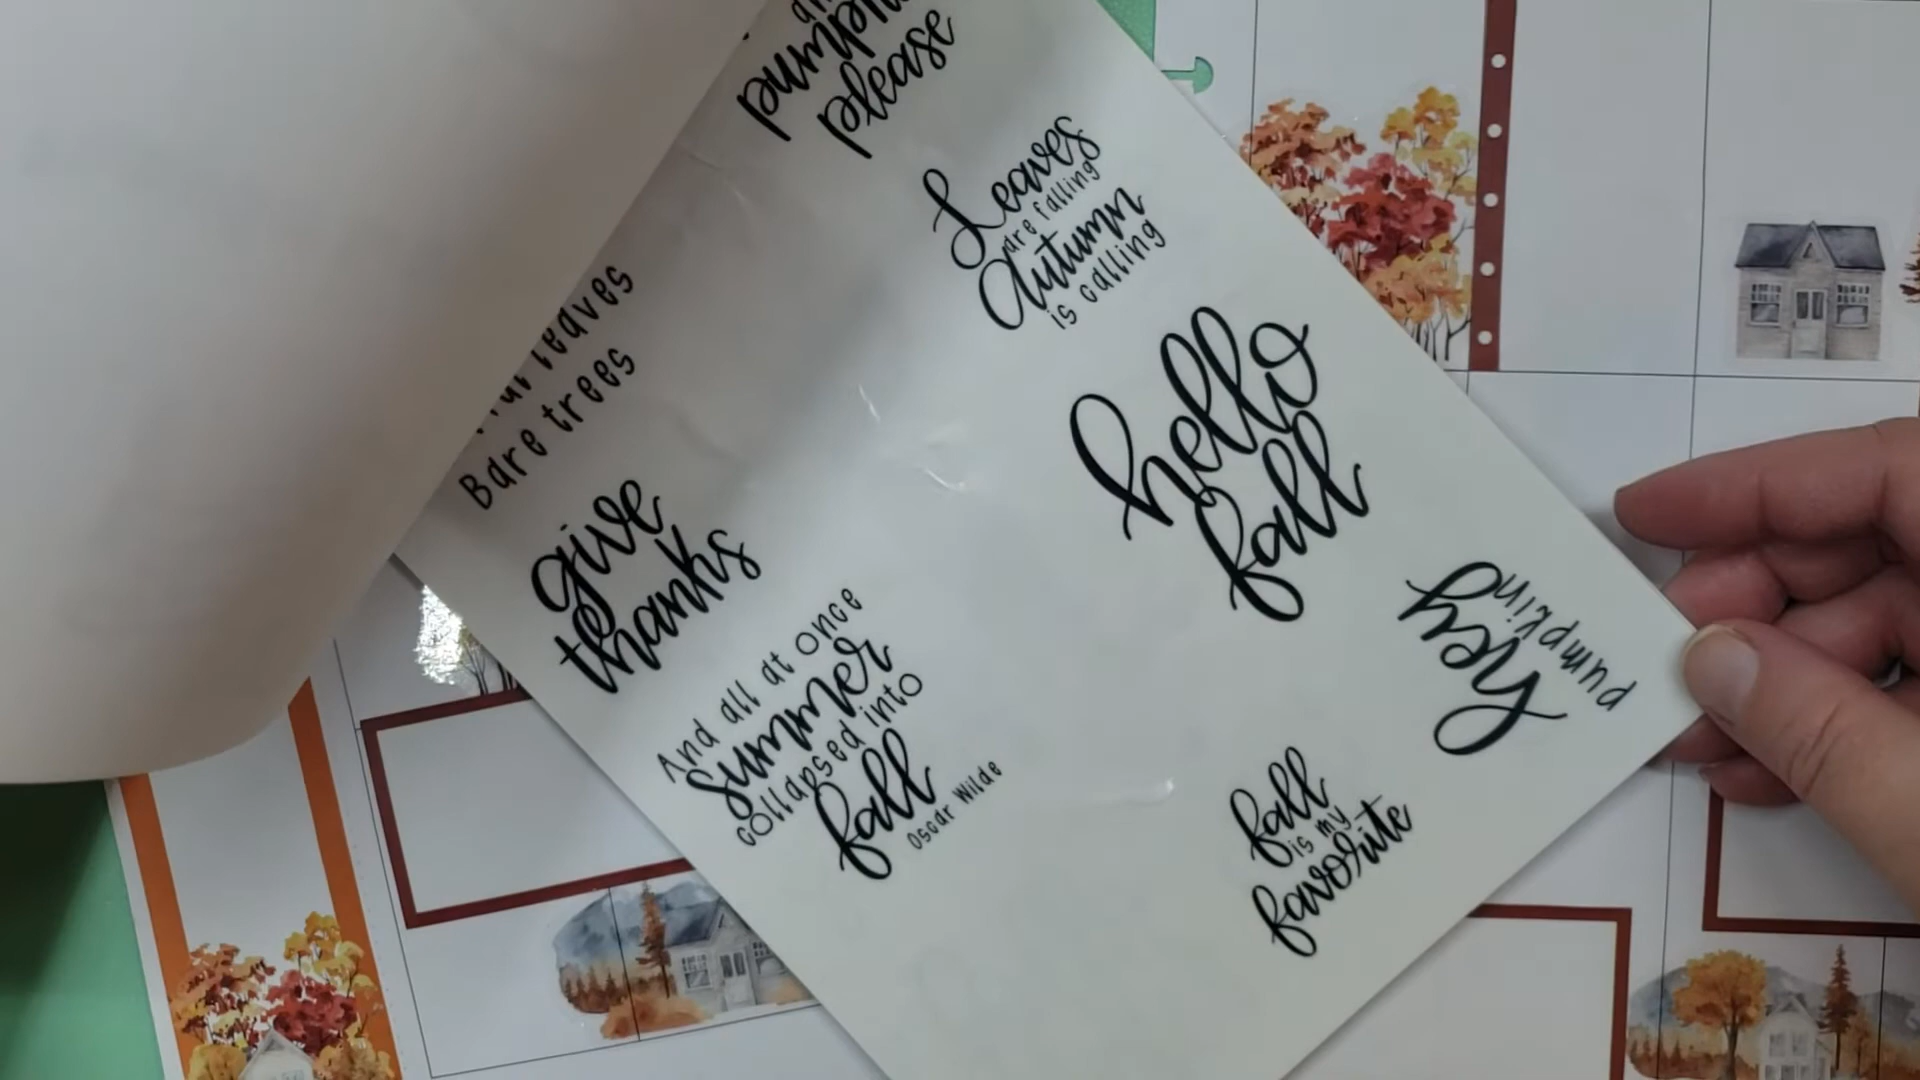 please
Leaves
are falling
Autumn
is calling
leaves
Bare trees
give
thanks
hello
fall
And all at once
summer
collapsed into
fall
Oscar Wilde
hey
pumpkin
fall
is my
favorite